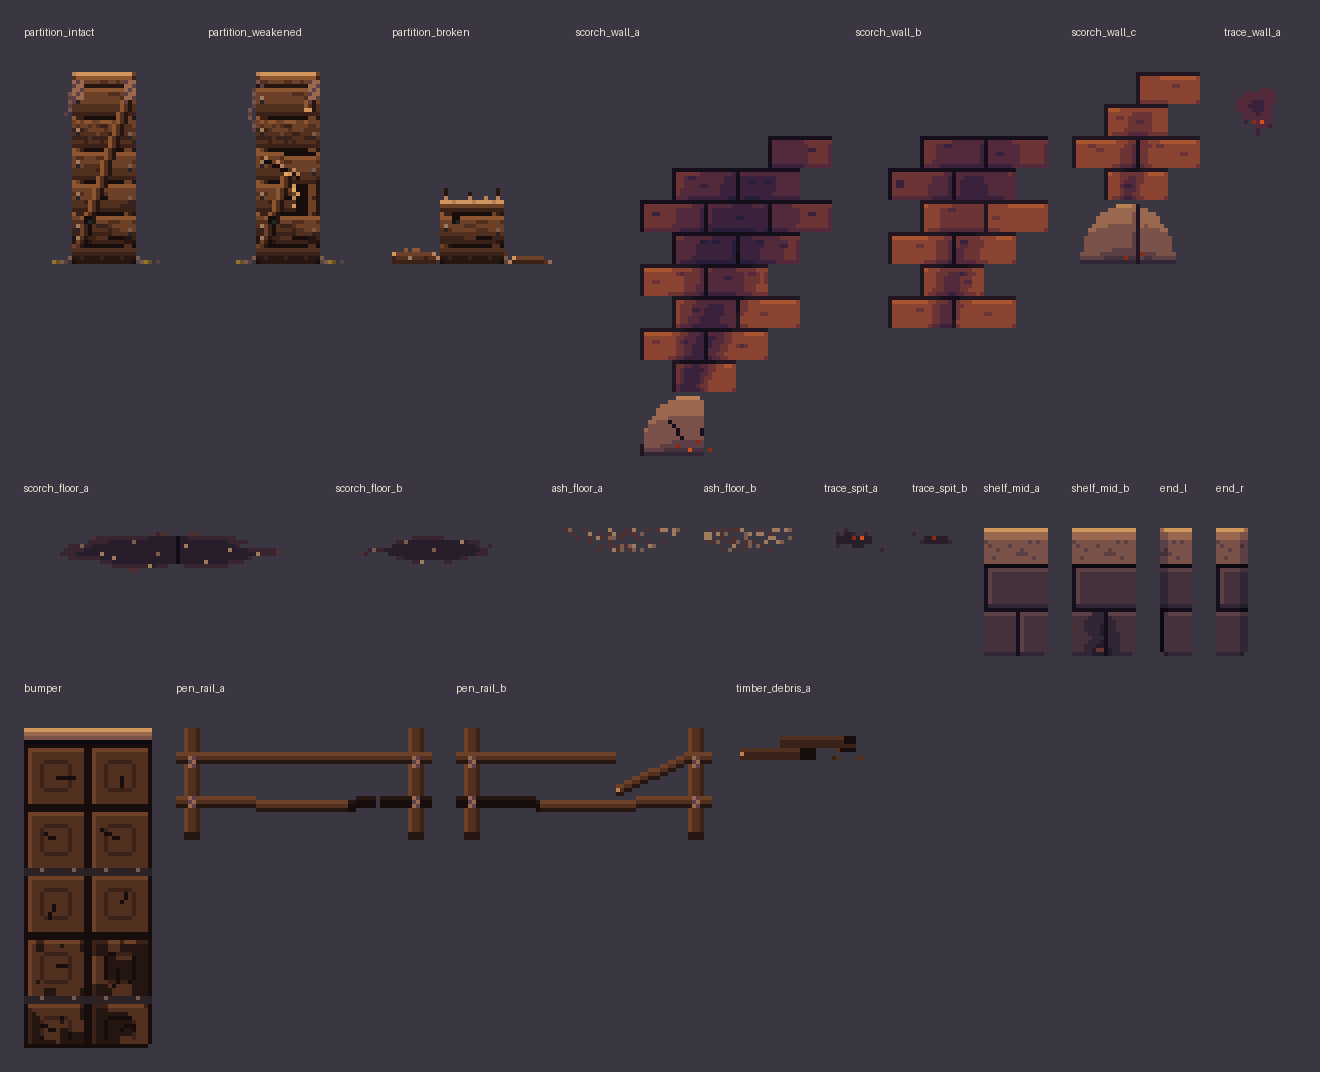 partition_intact
partition_weakened
partition_broken
scorch_wall_a
scorch_wall_b
scorch_wall_c
trace_wall_a
scorch_floor_a
scorch_floor_b
ash_floor_a
ash_floor_b
trace_spit_a
trace_spit_b
shelf_mid_a
shelf_mid_b
end_l
end_r
bumper
pen_rail_a
pen_rail_b
timber_debris_a